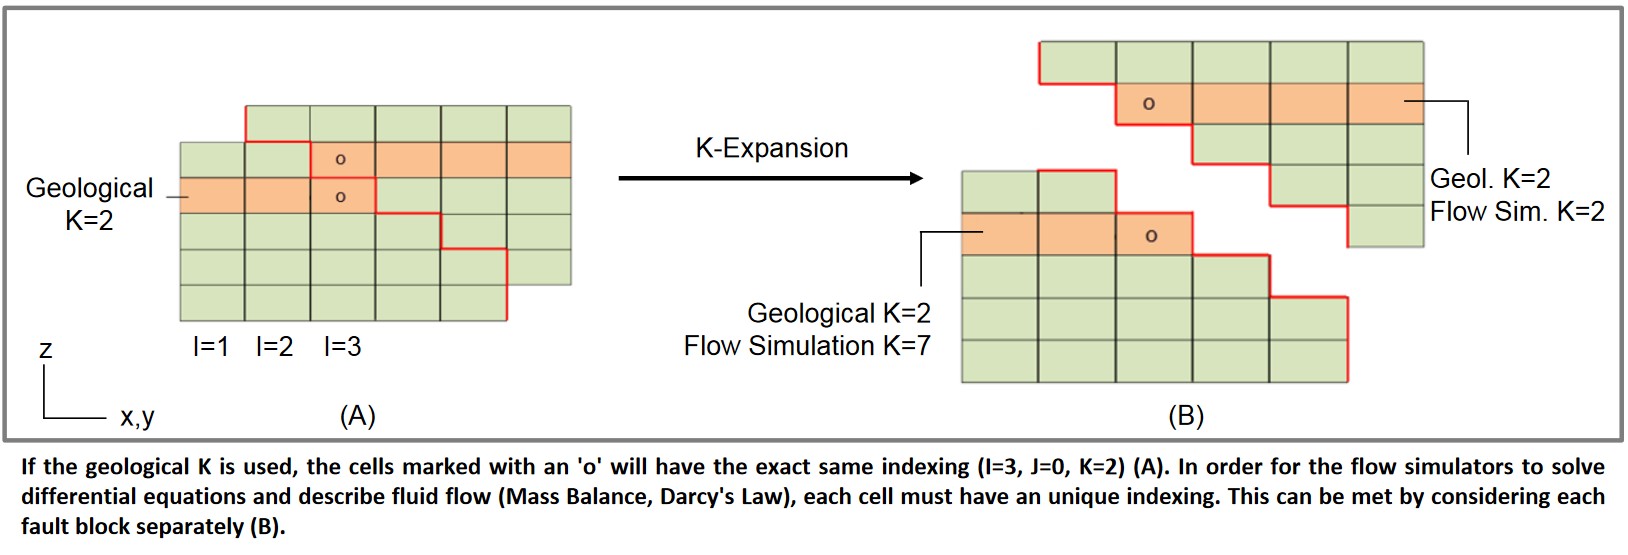 K-Expansion
o
o
Geological
K=2
I=1 I=2 I=3
z
x,y
(A)
o
Geol. K=2
Flow Sim. K=2
o
Geological K=2
Flow Simulation K=7
(B)
If the geological K is used, the cells marked with an 'o' will have the exact same indexing (I=3, J=0, K=2) (A). In order for the flow simulators to solve
differential equations and describe fluid flow (Mass Balance, Darcy's Law), each cell must have an unique indexing. This can be met by considering each
fault block separately (B).